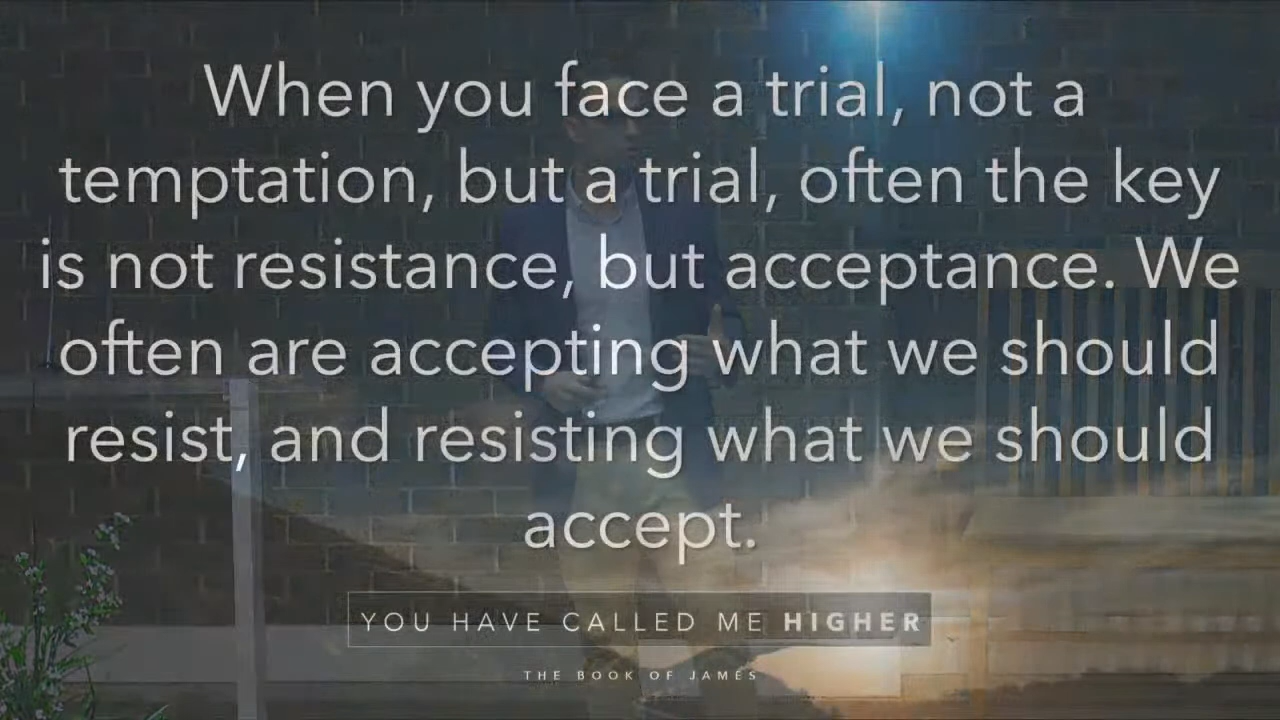 When you face a trial, not a
temptation, but a trial, often the key
is not resistance, but acceptance. We
often are accepting what we should
resist, and resisting what we should
accept.
YOU HAVE CALLED ME HIGHER
THE BOOK OF JAMES